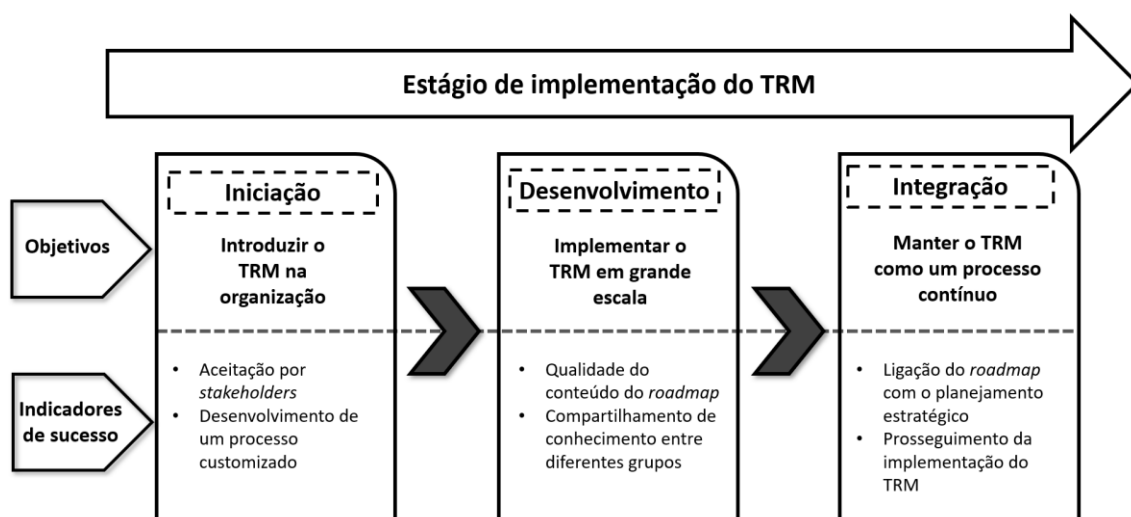 Estágio de implementação do TRM
Iniciação
Desenvolvimento
Integração
Objetivos
Introduzir o
TRM na
organização
Implementar o
TRM em grande
escala
Manter o TRM
como um processo
contínuo
Indicadores
de sucesso
• Aceitação por
stakeholders
• Desenvolvimento de
um processo
customizado
• Qualidade do
conteúdo do roadmap
• Compartilhamento de
conhecimento entre
diferentes grupos
• Ligação do roadmap
com o planejamento
estratégico
• Prosseguimento da
implementação do
TRM